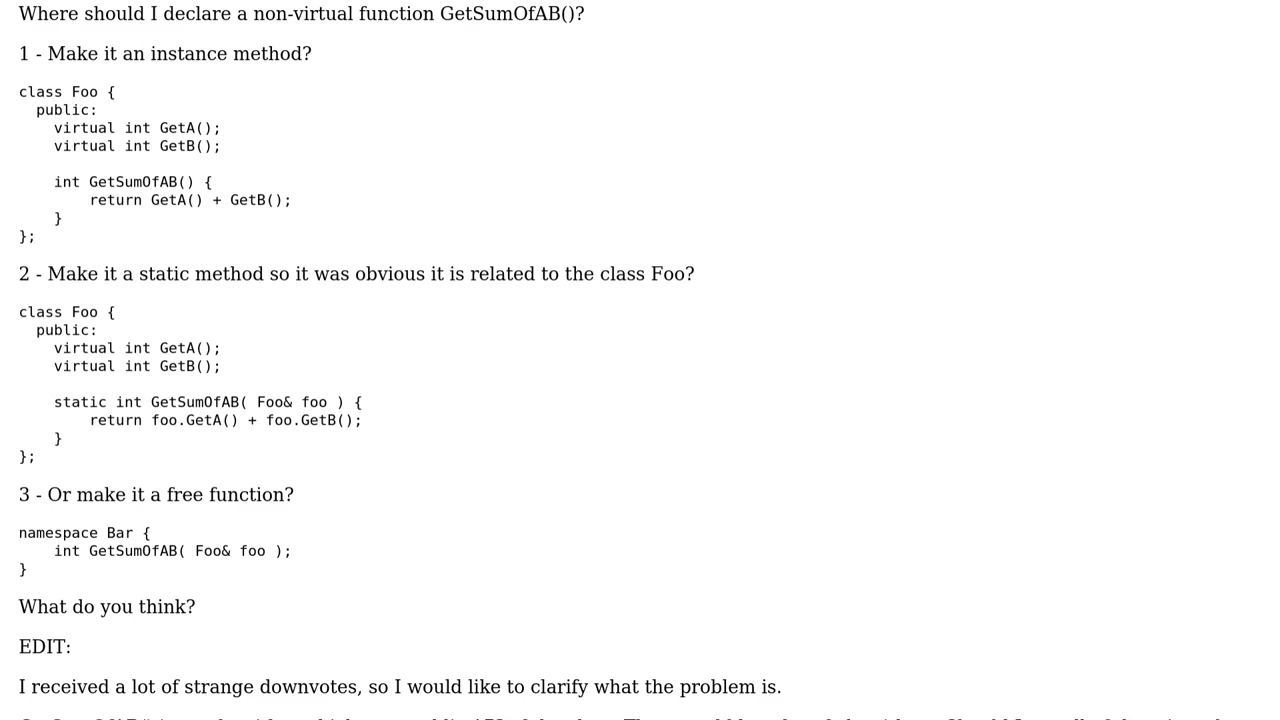 Where should I declare a non-virtual function GetSumOfAB()?
1 - Make it an instance method?
class Foo {
  public:
    virtual int GetA();
    virtual int GetB();

    int GetSumOfAB() {
        return GetA() + GetB();
    }
};
2 - Make it a static method so it was obvious it is related to the class Foo?
class Foo {
  public:
    virtual int GetA();
    virtual int GetB();

    static int GetSumOfAB( Foo& foo ) {
        return foo.GetA() + foo.GetB();
    }
};
3 - Or make it a free function?
namespace Bar {
    int GetSumOfAB( Foo& foo );
}
What do you think?
EDIT:
I received a lot of strange downvotes, so I would like to clarify what the problem is.